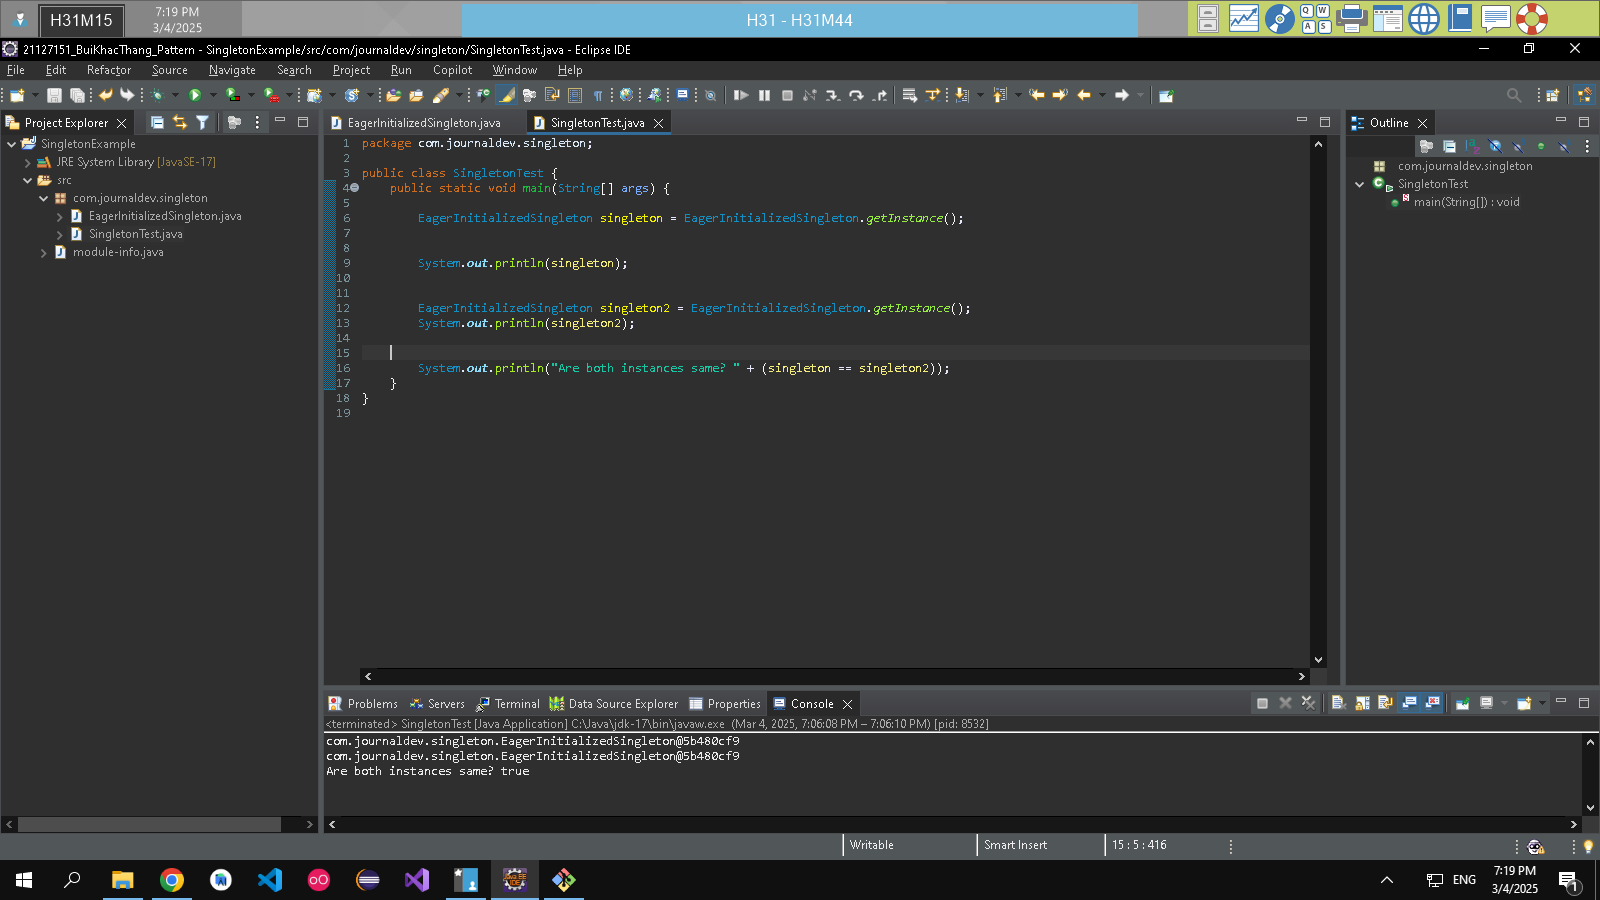 H31M15
7:19 PM
3/4/2025
H31 - H31M44
Q W
A S
21127151_BuiKhacThang_Pattern - SingletonExample/src/com/journaldev/singleton/SingletonTest.java - Eclipse IDE
File Edit Refactor Source Navigate Search Project Run Copilot Window Help
Project Explorer
SingletonExample
JRE System Library [JavaSE-17]
src
com.journaldev.singleton
EagerInitializedSingleton.java
SingletonTest.java
module-info.java
EagerInitializedSingleton.java SingletonTest.java
1 package com.journaldev.singleton;
2
3 public class SingletonTest {
4 public static void main(String[] args) {
5
6 EagerInitializedSingleton singleton = EagerInitializedSingleton.getInstance();
7
8
9 System.out.println(singleton);
10
11
12 EagerInitializedSingleton singleton2 = EagerInitializedSingleton.getInstance();
13 System.out.println(singleton2);
14
15
16 System.out.println("Are both instances same? " + (singleton == singleton2));
17 }
18 }
19
Outline
com.journaldev.singleton
SingletonTest
main(String[]) : void
Problems Servers Terminal Data Source Explorer Properties Console
<terminated> SingletonTest [Java Application] C:\Java\jdk-17\bin\javaw.exe (Mar 4, 2025, 7:06:08 PM – 7:06:10 PM) [pid: 8532]
com.journaldev.singleton.EagerInitializedSingleton@5b480cf9
com.journaldev.singleton.EagerInitializedSingleton@5b480cf9
Are both instances same? true
Writable Smart Insert 15 : 5 : 416
ENG
7:19 PM
3/4/2025
1